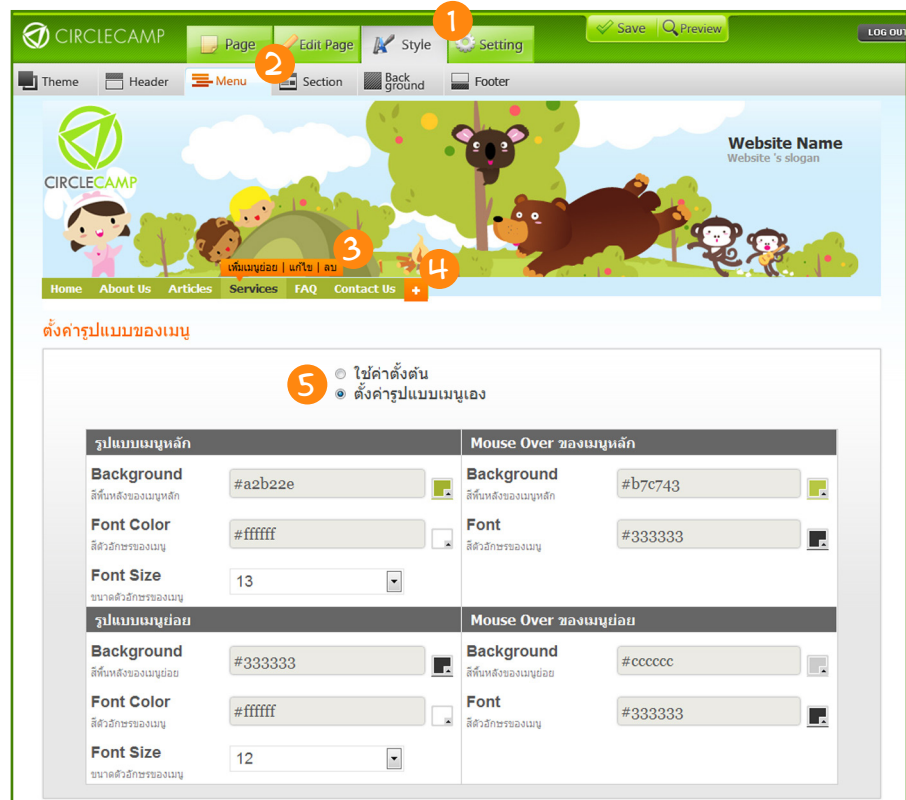 1
CIRCLECAMP
Page
Edit Page
Style
Setting
Save
Preview
LOG OUT
2
Theme
Header
Menu
Section
Back
ground
Footer
Website Name
Website 's slogan
CIRCLECAMP
3
เพิ่มเมนูย่อย | แก้ไข | ลบ
4
Home About Us Articles Services FAQ Contact Us +
ตั้งค่ารูปแบบของเมนู
5
ใช้ค่าตั้งต้น
ตั้งค่ารูปแบบเมนูเอง
รูปแบบเมนูหลัก
Mouse Over ของเมนูหลัก
Background
สีพื้นหลังของเมนูหลัก
#a2b22e
Background
สีพื้นหลังของเมนูหลัก
#b7c743
Font Color
สีตัวอักษรของเมนู
#ffffff
Font
สีตัวอักษรของเมนู
#333333
Font Size
ขนาดตัวอักษรของเมนู
13
รูปแบบเมนูย่อย
Mouse Over ของเมนูย่อย
Background
สีพื้นหลังของเมนูย่อย
#333333
Background
สีพื้นหลังของเมนูย่อย
#cccccc
Font Color
สีตัวอักษรของเมนู
#ffffff
Font
สีตัวอักษรของเมนู
#333333
Font Size
ขนาดตัวอักษรของเมนู
12